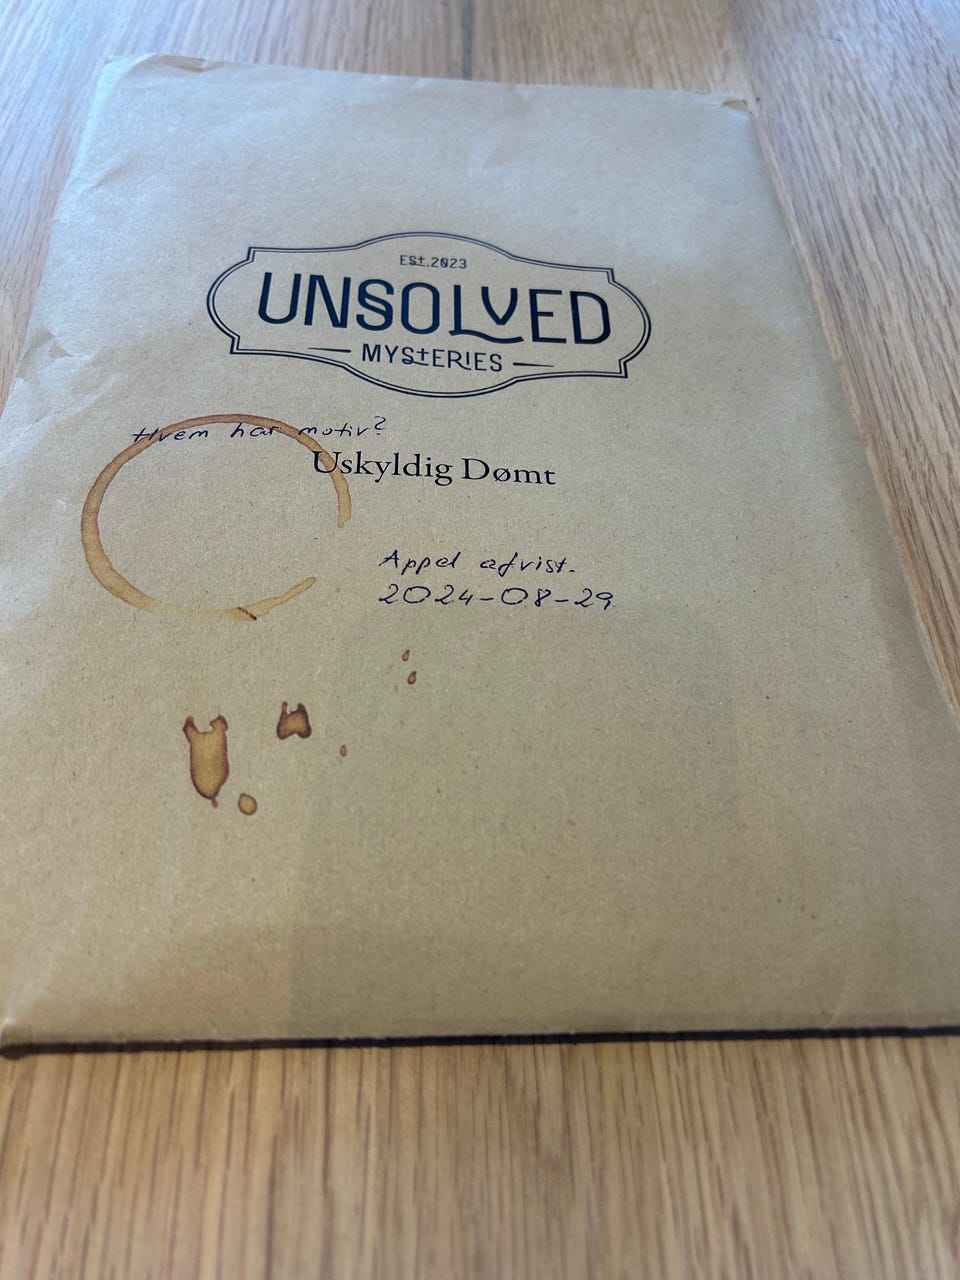 Est.2023
UNSOLVED
MYSTERIES
Hvem har motiv?
Uskyldig Dømt
Appel afvist.
2024-08-29